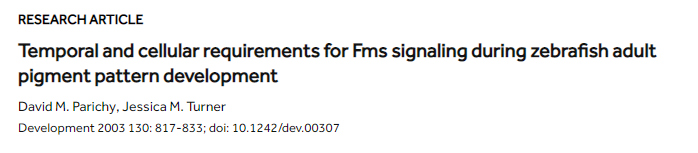 RESEARCH ARTICLE
Temporal and cellular requirements for Fms signaling during zebrafish adult
pigment pattern development
David M. Parichy, Jessica M. Turner
Development 2003 130: 817-833; doi: 10.1242/dev.00307